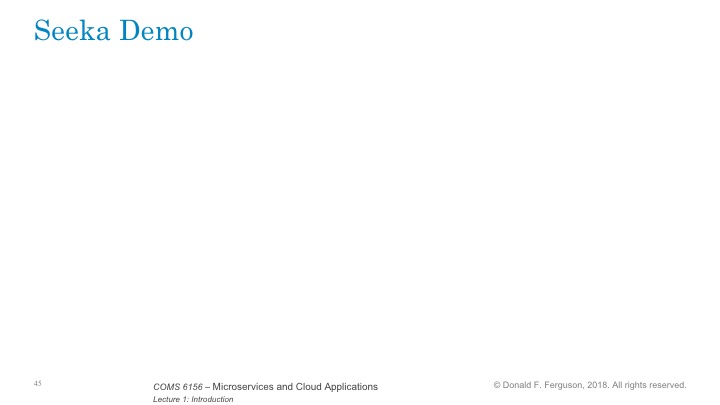 Seeka Demo
45
COMS 6156 – Microservices and Cloud Applications
Lecture 1: Introduction
© Donald F. Ferguson, 2018. All rights reserved.